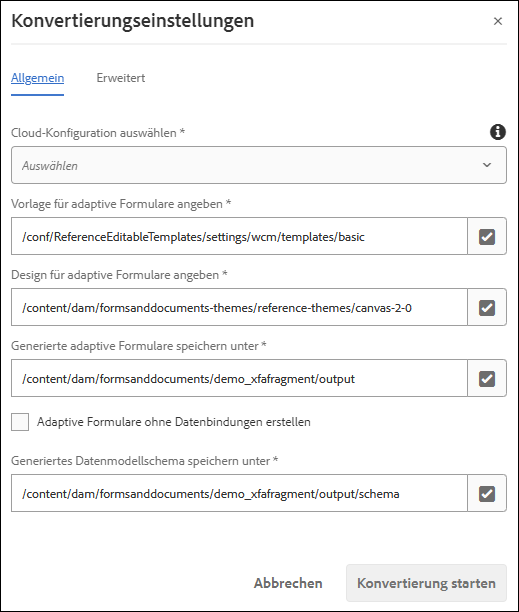 Konvertierungseinstellungen
Allgemein
Erweitert
Cloud-Konfiguration auswählen *
Auswählen
Vorlage für adaptive Formulare angeben *
/conf/ReferenceEditableTemplates/settings/wcm/templates/basic
Design für adaptive Formulare angeben *
/content/dam/formsanddocuments-themes/reference-themes/canvas-2-0
Generierte adaptive Formulare speichern unter *
/content/dam/formsanddocuments/demo_xfafragment/output
Adaptive Formulare ohne Datenbindungen erstellen
Generiertes Datenmodellschema speichern unter *
/content/dam/formsanddocuments/demo_xfafragment/output/schema
Abbrechen
Konvertierung starten